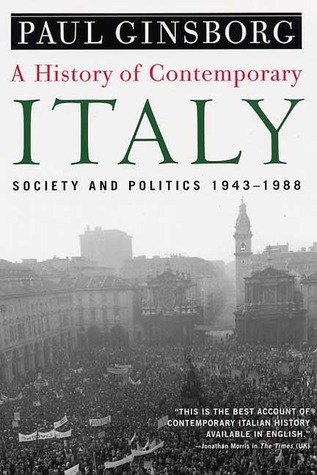 PAUL GINSBORG
A History of Contemporary
ITALY
SOCIETY AND POLITICS 1943–1988
"THIS IS THE BEST ACCOUNT OF
CONTEMPORARY ITALIAN HISTORY
AVAILABLE IN ENGLISH."
—Jonathan Morris in The Times (UK)